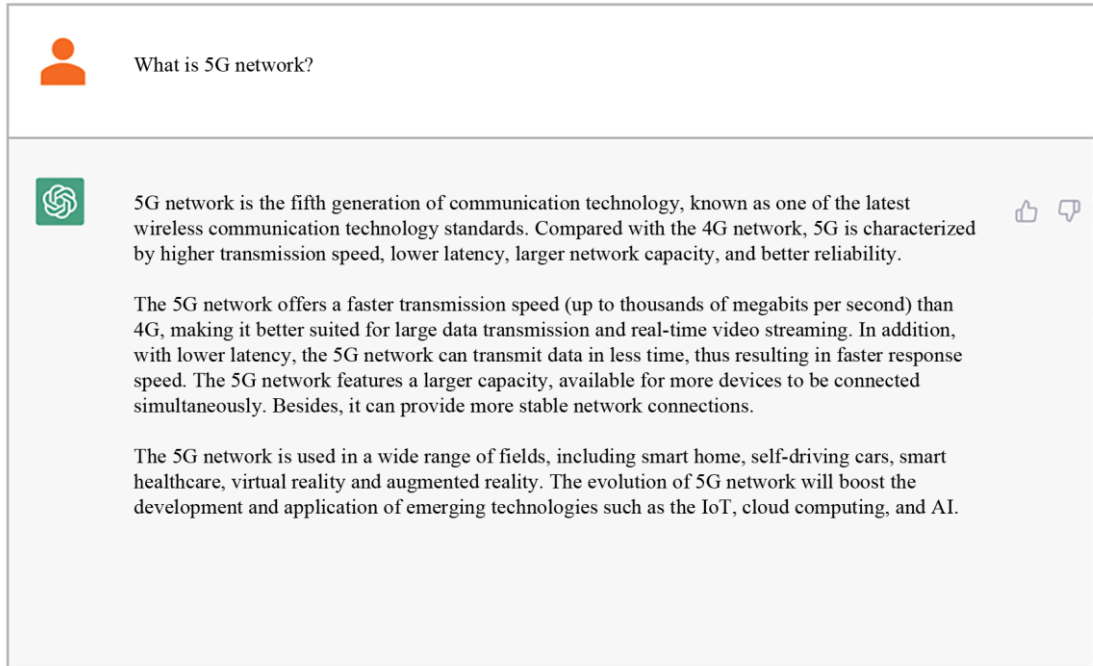 What is 5G network?
5G network is the fifth generation of communication technology, known as one of the latest
wireless communication technology standards. Compared with the 4G network, 5G is characterized
by higher transmission speed, lower latency, larger network capacity, and better reliability.
The 5G network offers a faster transmission speed (up to thousands of megabits per second) than
4G, making it better suited for large data transmission and real-time video streaming. In addition,
with lower latency, the 5G network can transmit data in less time, thus resulting in faster response
speed. The 5G network features a larger capacity, available for more devices to be connected
simultaneously. Besides, it can provide more stable network connections.
The 5G network is used in a wide range of fields, including smart home, self-driving cars, smart
healthcare, virtual reality and augmented reality. The evolution of 5G network will boost the
development and application of emerging technologies such as the IoT, cloud computing, and AI.